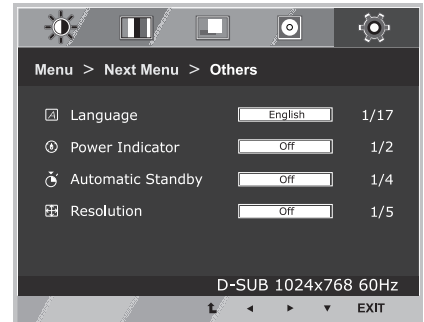 Menu > Next Menu > Others
Language English 1/17
Power Indicator Off 1/2
Automatic Standby Off 1/4
Resolution Off 1/5
D-SUB 1024x768 60Hz
EXIT